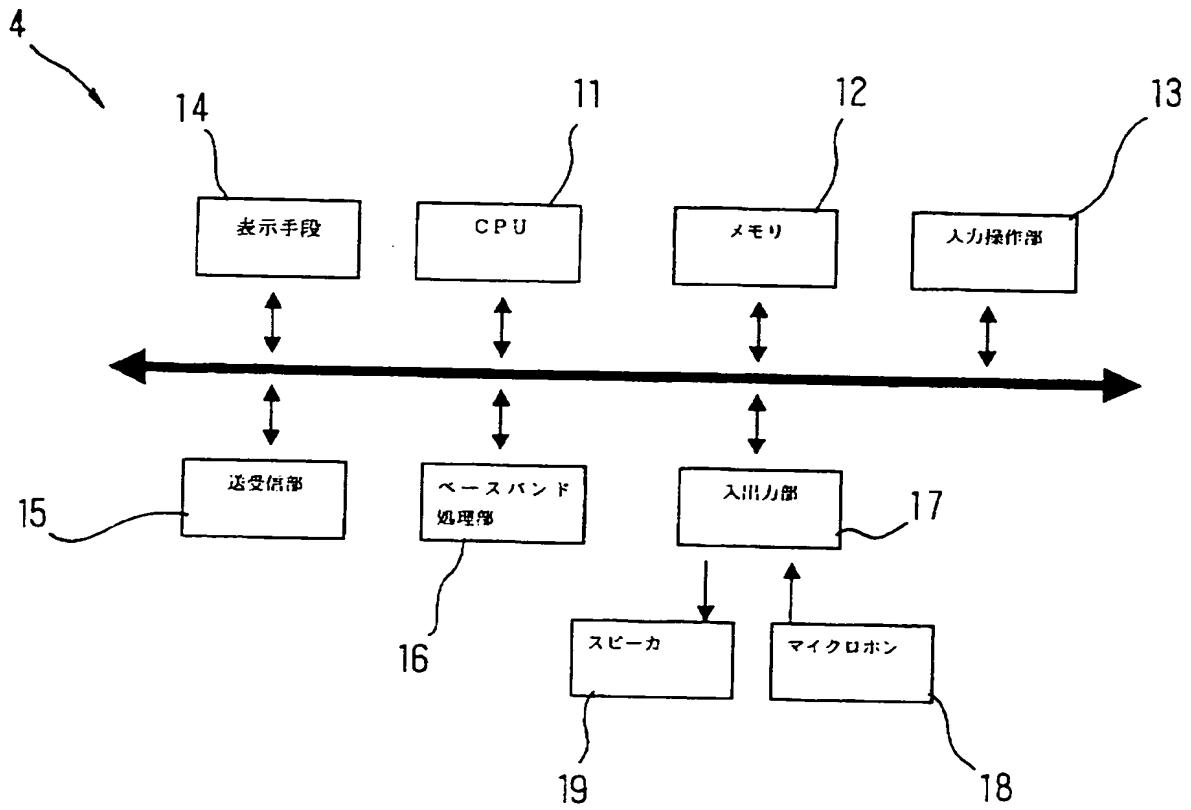 4
14
11
12
13
表示手段
CPU
メモリ
入力操作部
送受信部
ベースバンド
処理部
入出力部
15
16
17
スピーカ
マイクロホン
19
18